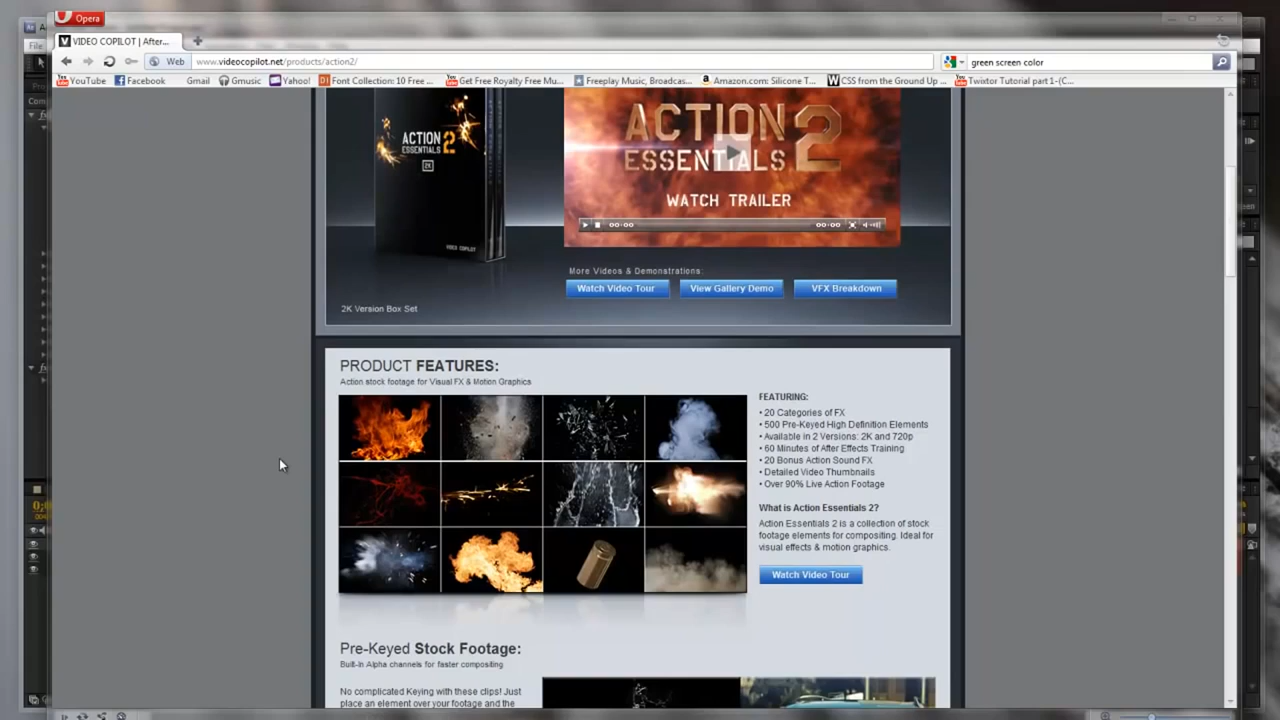 Opera
File
VIDEO COPILOT | After...
Web
www.videocopilot.net/products/action2/
green screen color
YouTube
Facebook
Gmail
Gmusic
Yahoo!
Font Collection: 10 Free ...
Get Free Royalty Free Mu...
Freeplay Music, Broadcas...
Amazon.com: Silicone T...
CSS from the Ground Up ...
Twixtor Tutorial part 1-(C...
ACTION 2
ESSENTIALS
2K
VIDEO COPILOT
ACTION 2
ESSENTIALS
WATCH TRAILER
00:00
00:00
More Videos & Demonstrations:
Watch Video Tour
View Gallery Demo
VFX Breakdown
2K Version Box Set
PRODUCT FEATURES:
Action stock footage for Visual FX & Motion Graphics
FEATURING:
• 20 Categories of FX
• 500 Pre-Keyed High Definition Elements
• Available in 2 Versions: 2K and 720p
• 60 Minutes of After Effects Training
• 20 Bonus Action Sound FX
• Detailed Video Thumbnails
• Over 90% Live Action Footage
What is Action Essentials 2?
Action Essentials 2 is a collection of stock
footage elements for compositing. Ideal for
visual effects & motion graphics.
Watch Video Tour
Pre-Keyed Stock Footage:
Built-In Alpha channels for faster compositing
No complicated Keying with these clips! Just
place an element over your footage and the